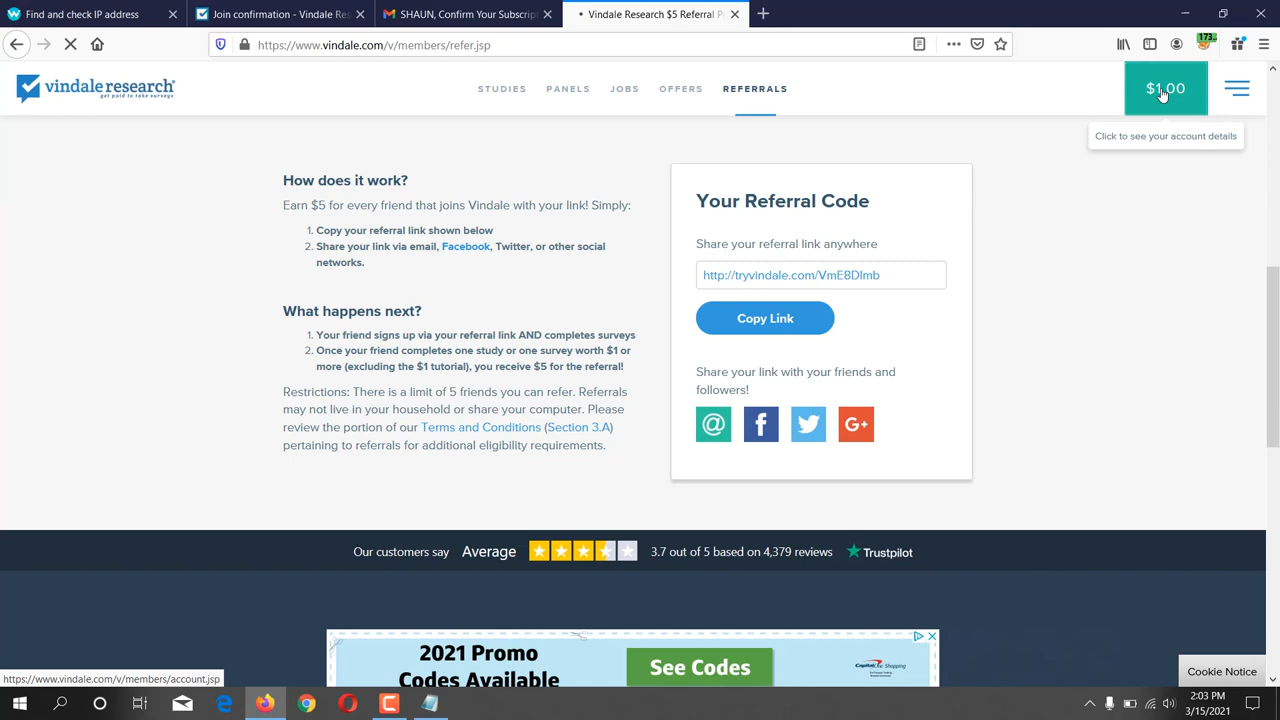 Find and check IP address
Join confirmation - Vindale Res
SHAUN, Confirm Your Subscript
Vindale Research $5 Referral P
https://www.vindale.com/v/members/refer.jsp
173..
vindale research
get paid to take surveys
STUDIES
PANELS
JOBS
OFFERS
REFERRALS
$1.00
Click to see your account details
How does it work?
Earn $5 for every friend that joins Vindale with your link! Simply:
1. Copy your referral link shown below
2. Share your link via email, Facebook, Twitter, or other social
networks.
What happens next?
1. Your friend signs up via your referral link AND completes surveys
2. Once your friend completes one study or one survey worth $1 or
more (excluding the $1 tutorial), you receive $5 for the referral!
Restrictions: There is a limit of 5 friends you can refer. Referrals
may not live in your household or share your computer. Please
review the portion of our Terms and Conditions (Section 3.A)
pertaining to referrals for additional eligibility requirements.
Your Referral Code
Share your referral link anywhere
http://tryvindale.com/VmE8DImb
Copy Link
Share your link with your friends and
followers!
@
f
G+
Our customers say Average 3.7 out of 5 based on 4,379 reviews Trustpilot
2021 Promo
Codes Available
See Codes
Capital One Shopping
Cookie Notice
https://www.vindale.com/v/members/account.jsp
2:03 PM
3/15/2021